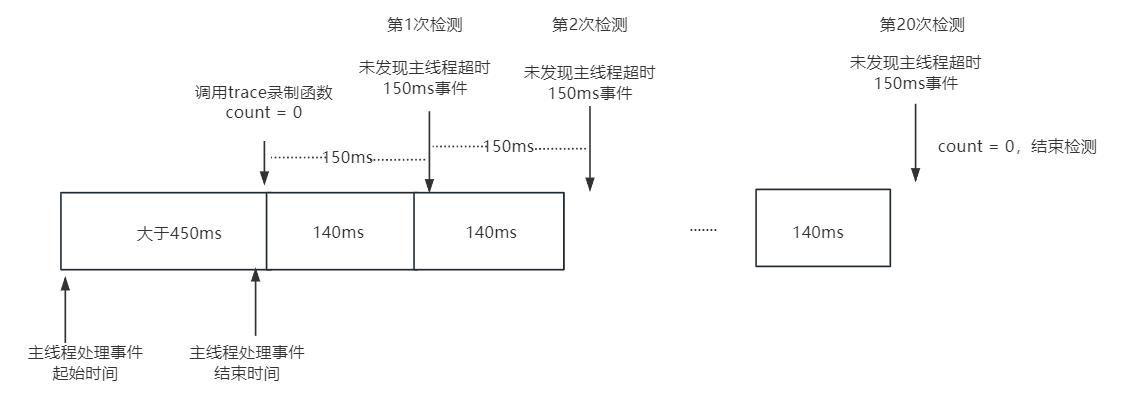 第1次检测
第2次检测
第20次检测
未发现主线程超时
150ms事件
未发现主线程超时
150ms事件
未发现主线程超时
150ms事件
调用trace录制函数
count = 0
count = 0，结束检测
150ms
150ms
大于450ms
140ms
140ms
.......
140ms
主线程处理事件
起始时间
主线程处理事件
结束时间